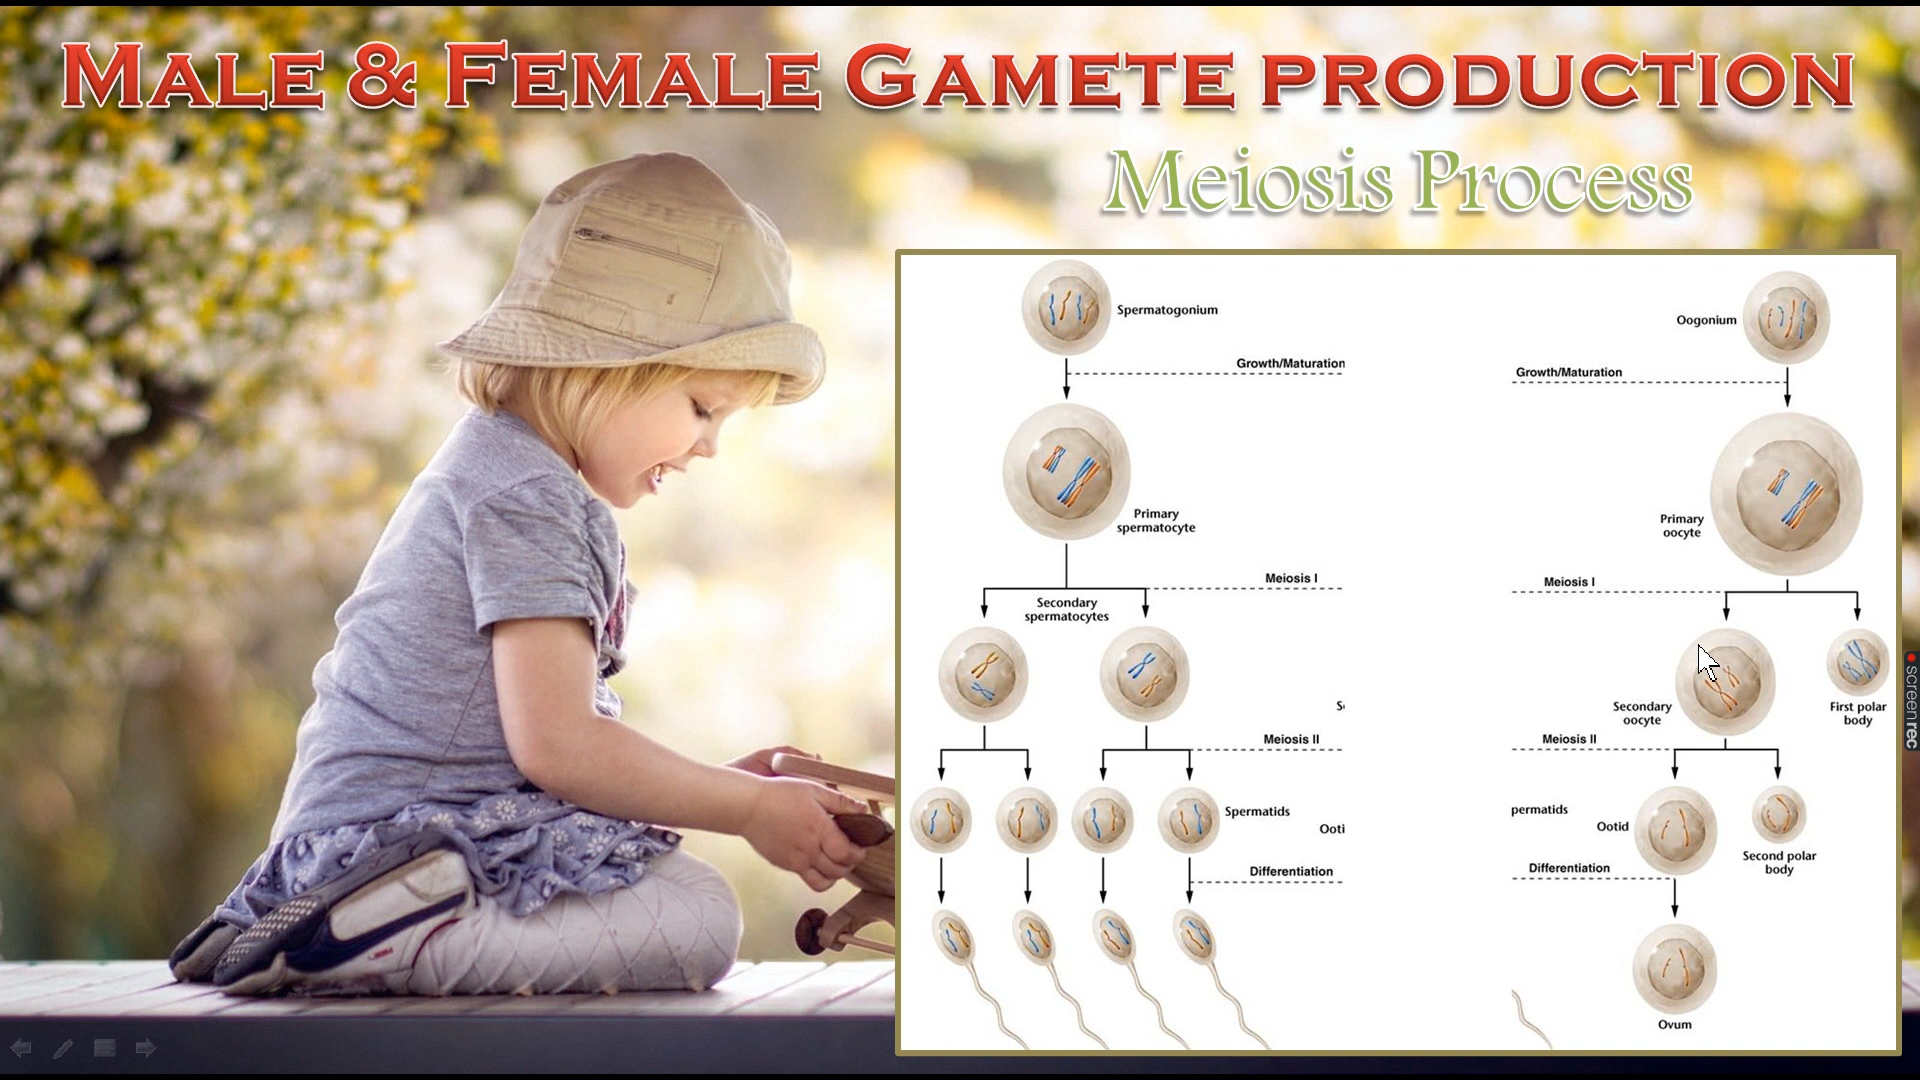 MALE & FEMALE GAMETE PRODUCTION
Meiosis Process
Spermatogonium
Growth/Maturation
Primary
spermatocyte
Meiosis I
Secondary
spermatocytes
Meiosis II
Spermatids
Differentiation
Oogonium
Growth/Maturation
Primary
oocyte
Meiosis I
Secondary
oocyte
First polar
body
Meiosis II
permatids
Ootid
Second polar
body
Differentiation
Ovum
Ooti
screenrec